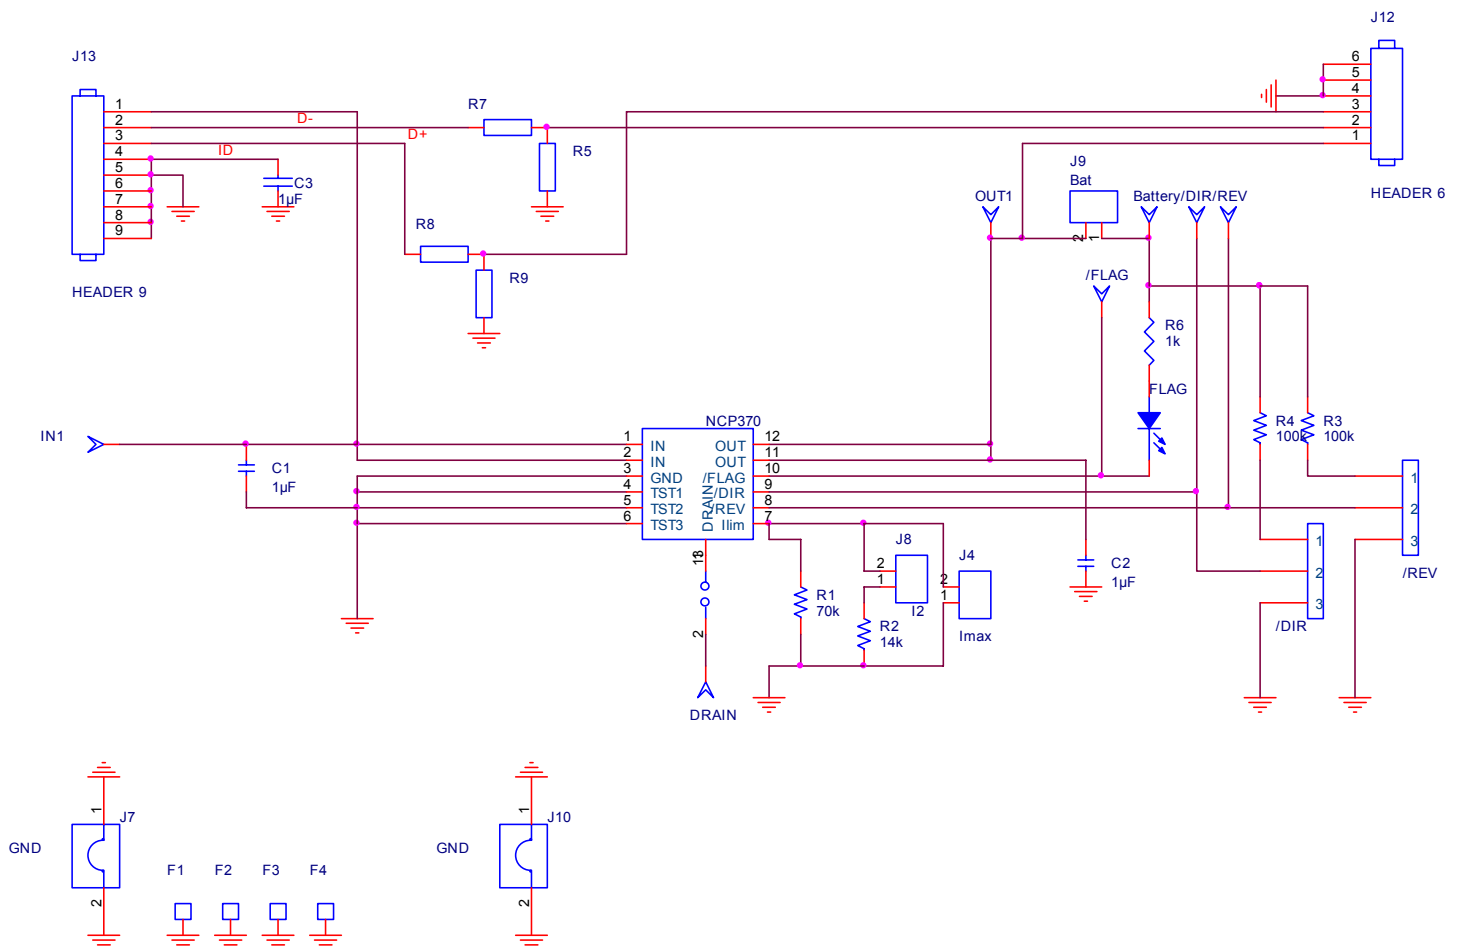 J12
J13
6
5
4
3
2
1
HEADER 6
1
2
3
4
5
6
7
8
9
HEADER 9
D-
D+
ID
C3
1µF
R7
R5
R8
R9
J9
Bat
2
1
OUT1
Battery/DIR/REV
/FLAG
R6
1k
FLAG
R4
100k
R3
100k
IN1
C1
1µF
NCP370
1
2
3
4
5
6
IN
IN
GND
TST1
TST2
TST3
DRAIN
OUT
OUT
/FLAG
/DIR
/REV
Ilim
12
11
10
9
8
7
13
2
DRAIN
R1
70k
J8
2
1
I2
R2
14k
J4
2
1
Imax
C2
1µF
1
2
3
/REV
1
2
3
/DIR
1
J7
GND
2
F1
F2
F3
F4
1
J10
GND
2